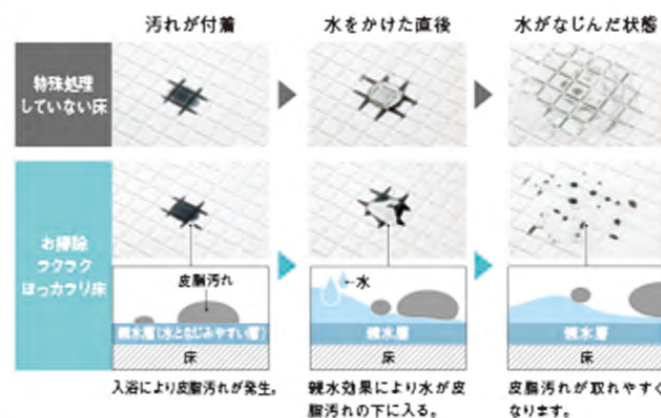 汚れが付着
水をかけた直後
水がなじんだ状態
特殊処理
していない床
お掃除
ラクラク
ほっカラリ床
皮脂汚れ
親水層(水となじみやすい層)
床
←水
親水層
床
親水層
床
入浴により皮脂汚れが発生。
親水効果により水が皮
脂汚れの下に入る。
皮脂汚れが取れやすく
なります。